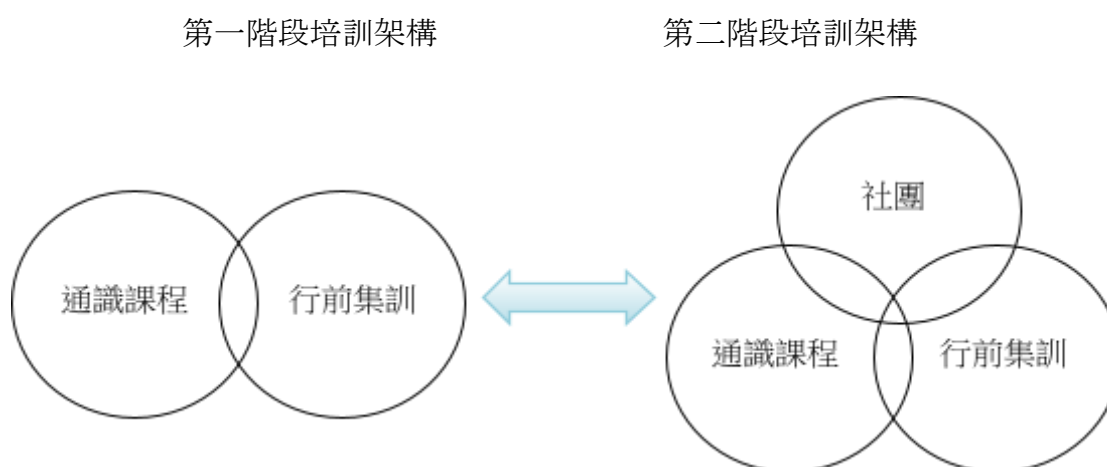 第一階段培訓架構
第二階段培訓架構
通識課程
行前集訓
社團
通識課程
行前集訓